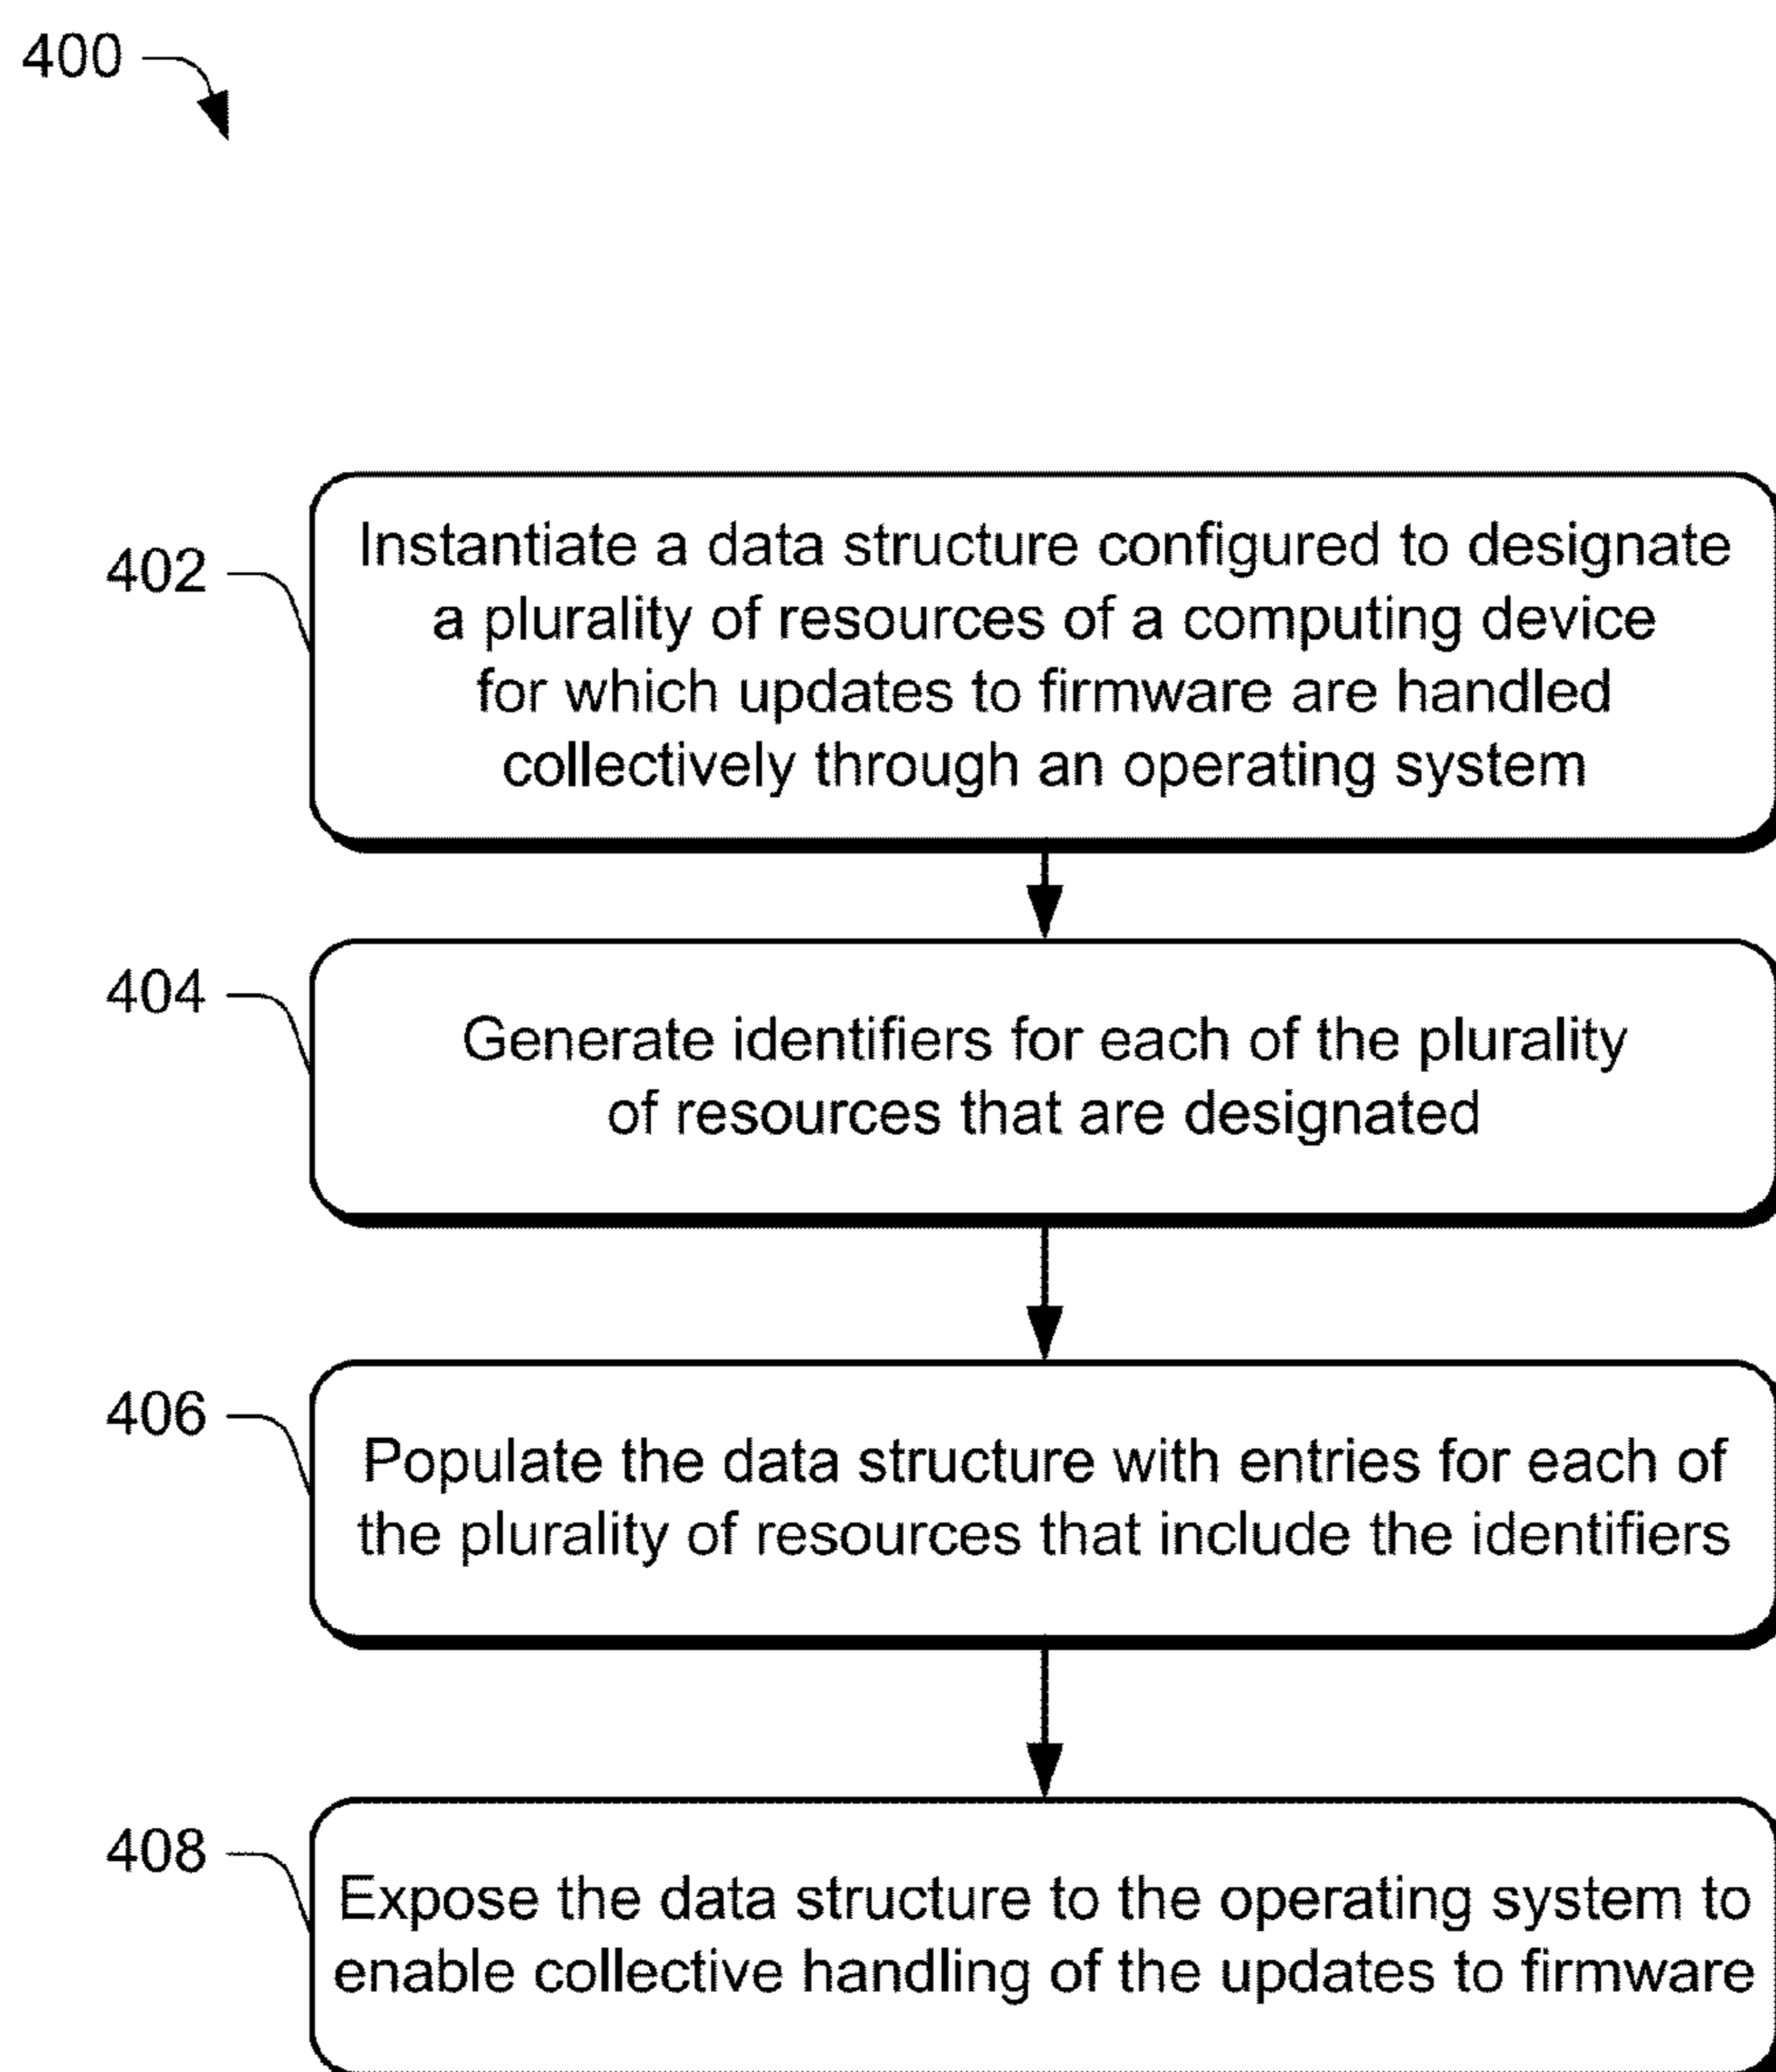 400
402
Instantiate a data structure configured to designate
a plurality of resources of a computing device
for which updates to firmware are handled
collectively through an operating system
404
Generate identifiers for each of the plurality
of resources that are designated
406
Populate the data structure with entries for each of
the plurality of resources that include the identifiers
408
Expose the data structure to the operating system to
enable collective handling of the updates to firmware